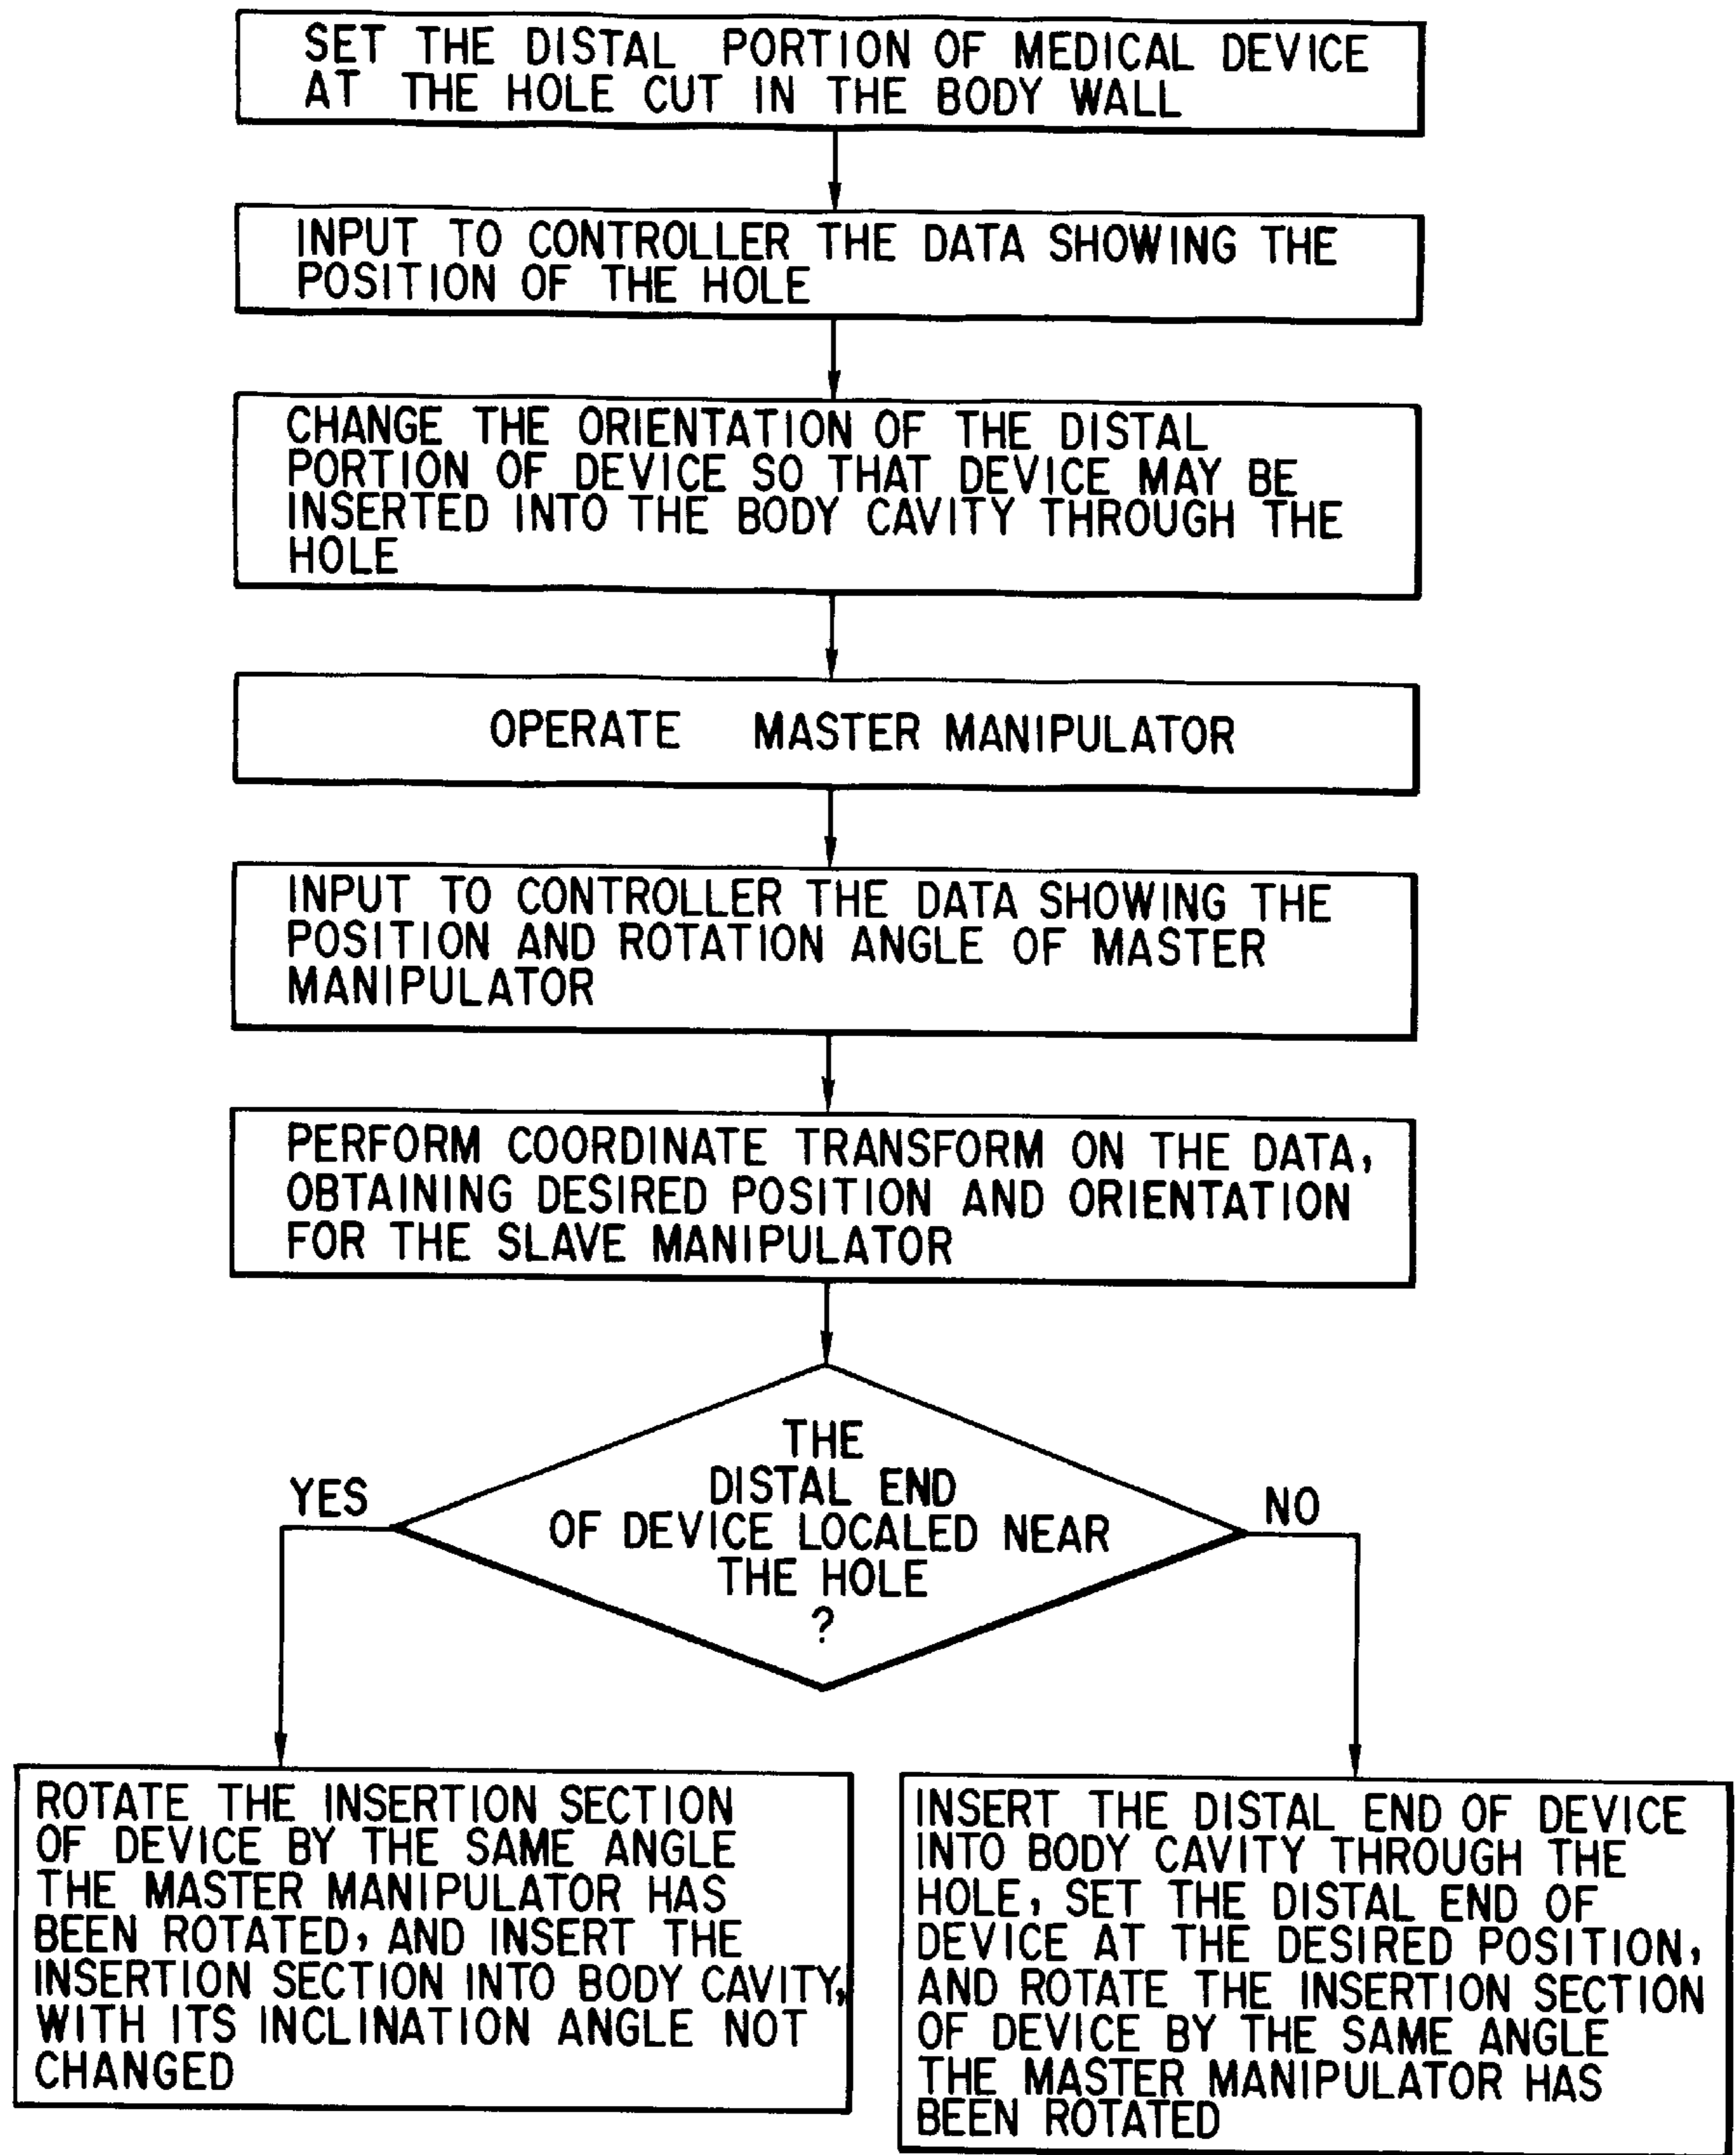 SET THE DISTAL PORTION OF MEDICAL DEVICE
AT THE HOLE CUT IN THE BODY WALL
INPUT TO CONTROLLER THE DATA SHOWING THE
POSITION OF THE HOLE
CHANGE THE ORIENTATION OF THE DISTAL
PORTION OF DEVICE SO THAT DEVICE MAY BE
INSERTED INTO THE BODY CAVITY THROUGH THE
HOLE
OPERATE MASTER MANIPULATOR
INPUT TO CONTROLLER THE DATA SHOWING THE
POSITION AND ROTATION ANGLE OF MASTER
MANIPULATOR
PERFORM COORDINATE TRANSFORM ON THE DATA,
OBTAINING DESIRED POSITION AND ORIENTATION
FOR THE SLAVE MANIPULATOR
THE
DISTAL END
OF DEVICE LOCALED NEAR
THE HOLE
?
YES
NO
ROTATE THE INSERTION SECTION
OF DEVICE BY THE SAME ANGLE
THE MASTER MANIPULATOR HAS
BEEN ROTATED, AND INSERT THE
INSERTION SECTION INTO BODY CAVITY,
WITH ITS INCLINATION ANGLE NOT
CHANGED
INSERT THE DISTAL END OF DEVICE
INTO BODY CAVITY THROUGH THE
HOLE, SET THE DISTAL END OF
DEVICE AT THE DESIRED POSITION,
AND ROTATE THE INSERTION SECTION
OF DEVICE BY THE SAME ANGLE
THE MASTER MANIPULATOR HAS
BEEN ROTATED